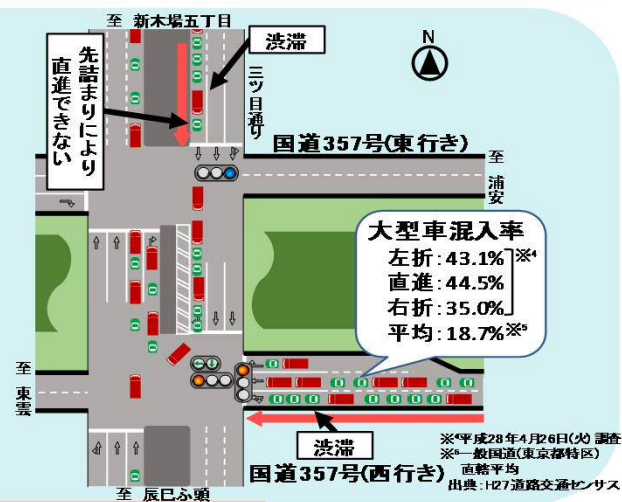 至 新木場五丁目
渋滞
N
先詰まりにより
直進できない
三ツ目通り
国道357号(東行き)
至 浦安
大型車混入率
左折:43.1%
直進:44.5%
右折:35.0%
※4
平均:18.7%※5
至 東雲
渋滞
国道357号(西行き)
至 辰巳ふ頭
※4平成28年4月26日(火) 調査
※5一般国道(東京都特区)
直轄平均
出典:H27道路交通センサス